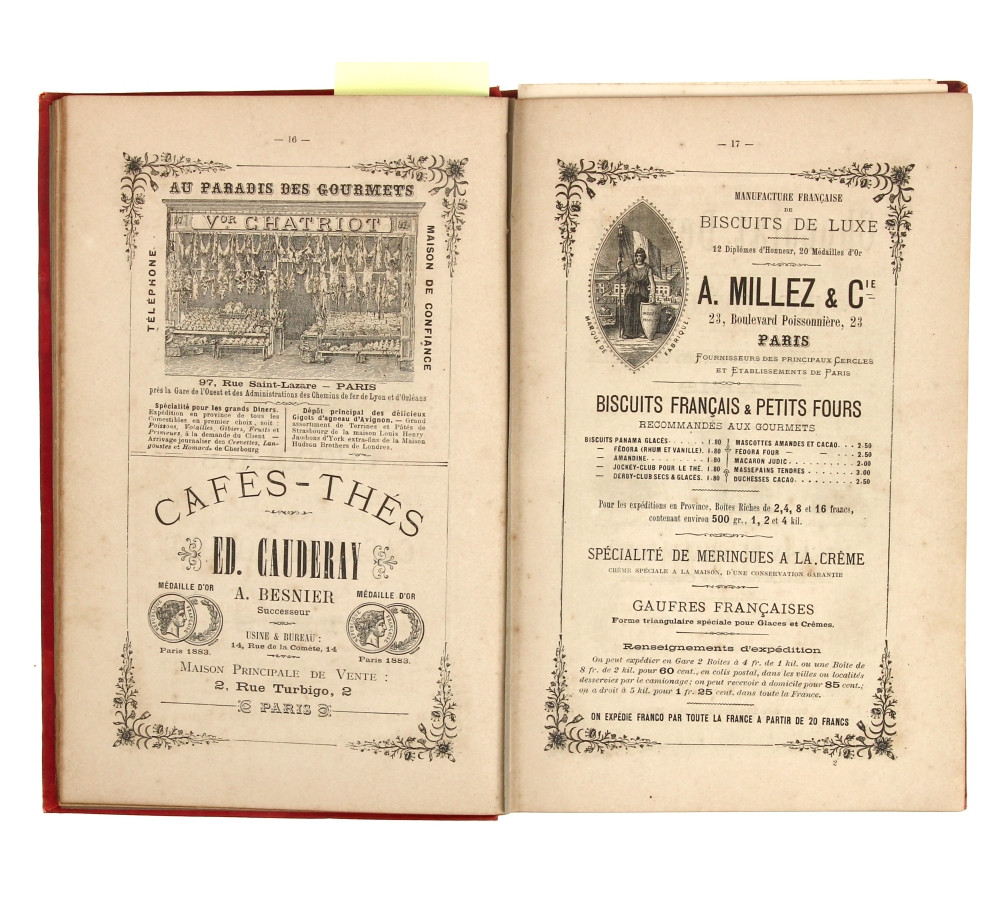 — 16 —
AU PARADIS DES GOURMETS
Vor CHATRIOT
TÉLÉPHONE
MAISON DE CONFIANCE
97, Rue Saint-Lazare — PARIS
près la Gare de l'Ouest et des Administrations des Chemins de fer de Lyon et d'Orléans
Spécialité pour les grands Diners.
Expédition en province de tous les
Comestibles en premier choix, soit :
Poissons, Volailles, Gibiers, Fruits et
Primeurs, à la demande du Client —
Arrivage journalier des Crevettes, Lan-
goustes et Homards de Cherbourg
Dépôt principal des délicieux
Gigots d'agneau d'Avignon, — Grand
assortiment de Terrines et Pâtés de
Strasbourg de la maison Louis Henry.
Jambons d'York extra-dins de la Maison
Hudson Brothers de Londres.
CAFÉS-THÉS
ED. CAUDERAY
MÉDAILLE D'OR
A. BESNIER
MÉDAILLE D'OR
Successeur
USINE & BUREAU :
14, Rue de la Comète, 14
Paris 1883.
Paris 1883.
MAISON PRINCIPALE DE VENTE :
2, Rue Turbigo, 2
PARIS
— 17 —
MANUFACTURE FRANÇAISE
DE
BISCUITS DE LUXE
12 Diplômes d'Honneur, 20 Médailles d'Or
A. MILLEZ & CIE
MARQUE DE FABRIQUE
23, Boulevard Poissonnière, 23
PARIS
FOURNISSEURS DES PRINCIPAUX CERCLES
ET ETABLISSEMENTS DE PARIS
BISCUITS FRANÇAIS & PETITS FOURS
RECOMMANDÉS AUX GOURMETS
BISCUITS PANAMA GLACÉS...... 1.80
— FÉDORA (RHUM ET VANILLE). 1.80
— AMANDINE........ 1.80
— JOCKEY-CLUB POUR LE THÉ. 1.80
— DERBY-CLUB SECS & GLACÉS. 1.80
MASCOTTES AMANDES ET CACAO... 2.50
FÉDORA FOUR — — ... 2.50
MACARON JUDIC......... 2.00
MASSEPAINS TENDRES ........ 3.00
DUCHESSES CACAO......... 2.50
Pour les expéditions en Province, Boîtes Riches de 2, 4, 8 et 16 francs,
contenant environ 500 gr., 1, 2 et 4 kil.
SPÉCIALITÉ DE MERINGUES A LA CRÈME
CRÈME SPÉCIALE A LA MAISON, D'UNE CONSERVATION GARANTIE
GAUFRES FRANÇAISES
Forme triangulaire spéciale pour Glaces et Crêmes.
Renseignements d'expédition
On peut expédier en Gare 2 Boîtes à 4 fr. de 1 kil. ou une Boîte de
8 fr. de 2 kil. pour 60 cent., en colis postal, dans les villes ou localités
desservies par le camionage; on peut recevoir à domicile pour 85 cent.;
on a droit à 5 kil. pour 1 fr. 25 cent. dans toute la France.
ON EXPÉDIE FRANCO PAR TOUTE LA FRANCE A PARTIR DE 20 FRANCS
2